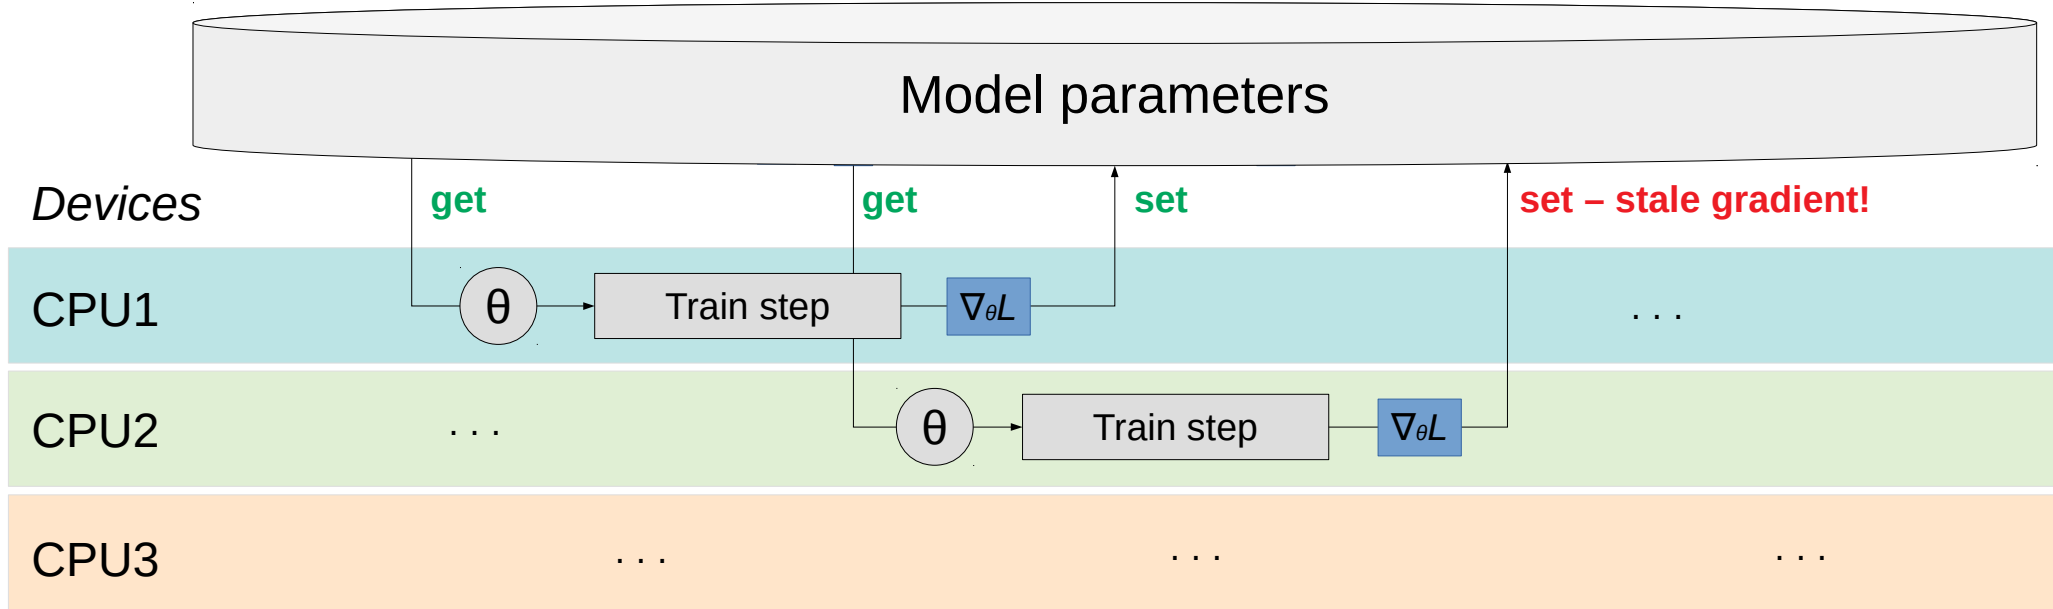 Model parameters
Devices
get
get
set
set – stale gradient!
CPU1
θ
Train step
∇θL
. . .
CPU2
. . .
θ
Train step
∇θL
CPU3
. . .
. . .
. . .